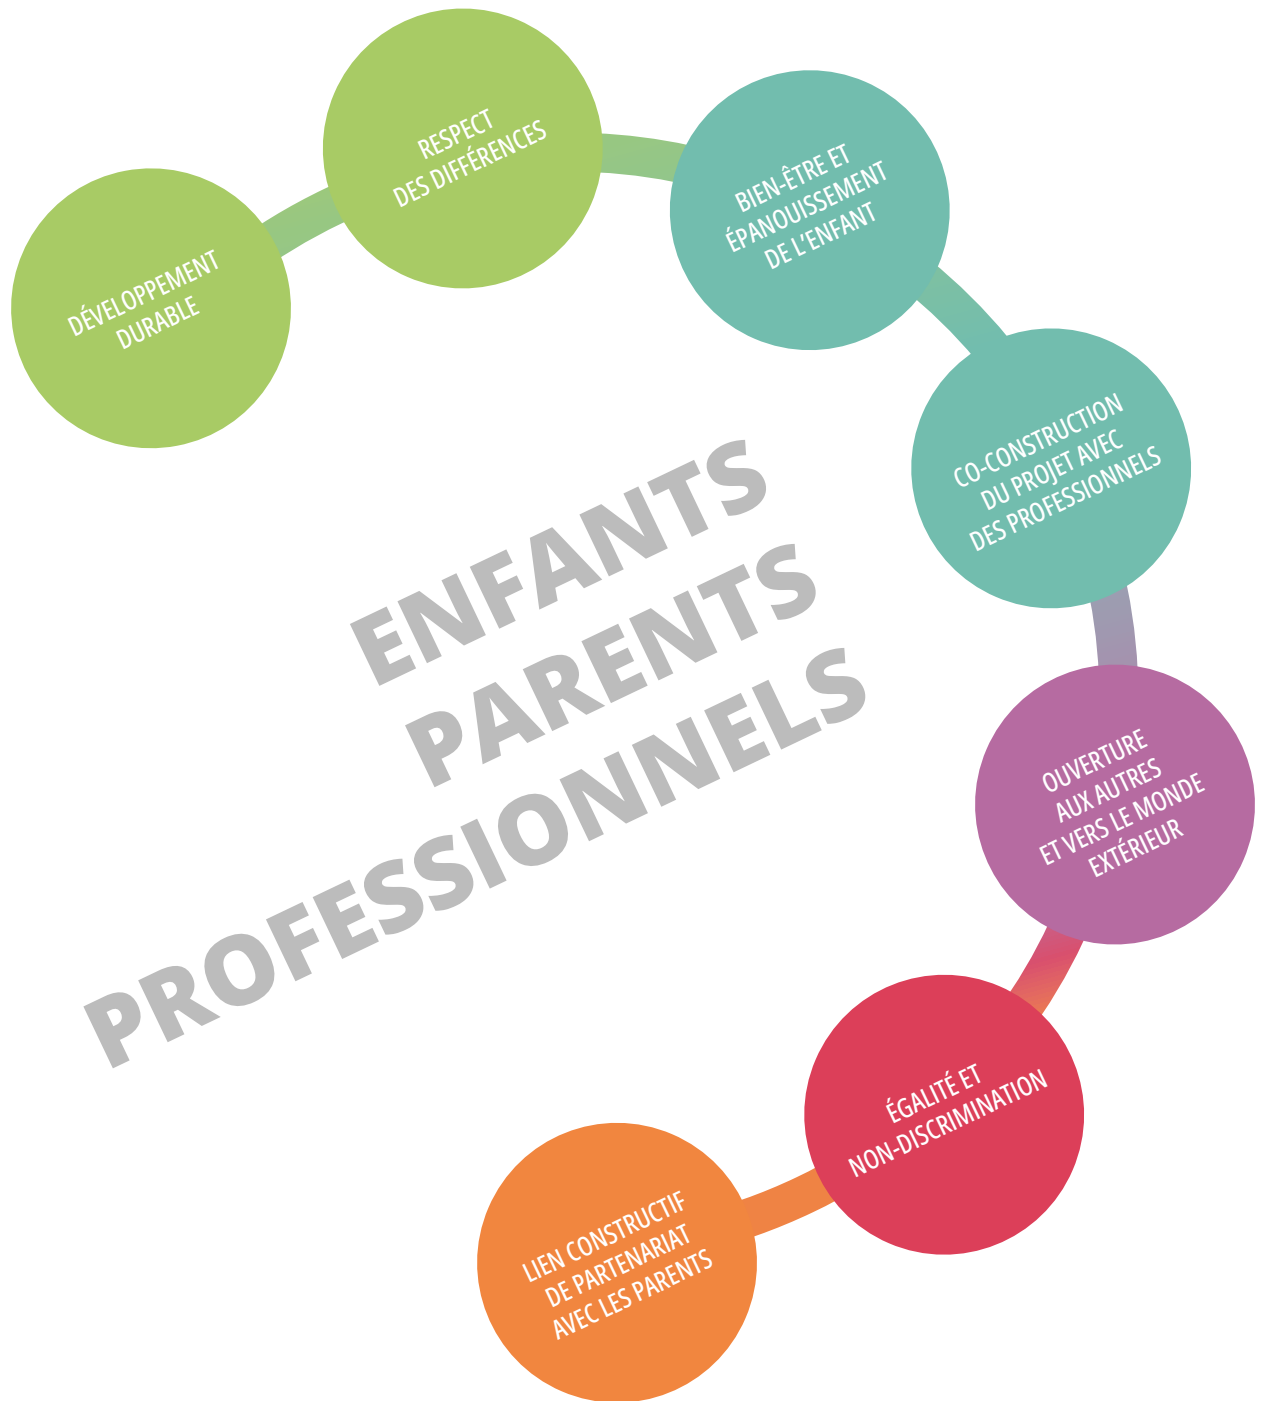 RESPECT
DES DIFFÉRENCES
BIEN-ÊTRE ET
ÉPANOUISSEMENT
DE L'ENFANT
DÉVELOPPEMENT
DURABLE
CO-CONSTRUCTION
DU PROJET AVEC
DES PROFESSIONNELS
ENFANTS
PARENTS
PROFESSIONNELS
OUVERTURE
AUX AUTRES
ET VERS LE MONDE
EXTÉRIEUR
ÉGALITÉ ET
NON-DISCRIMINATION
LIEN CONSTRUCTIF
DE PARTENARIAT
AVEC LES PARENTS